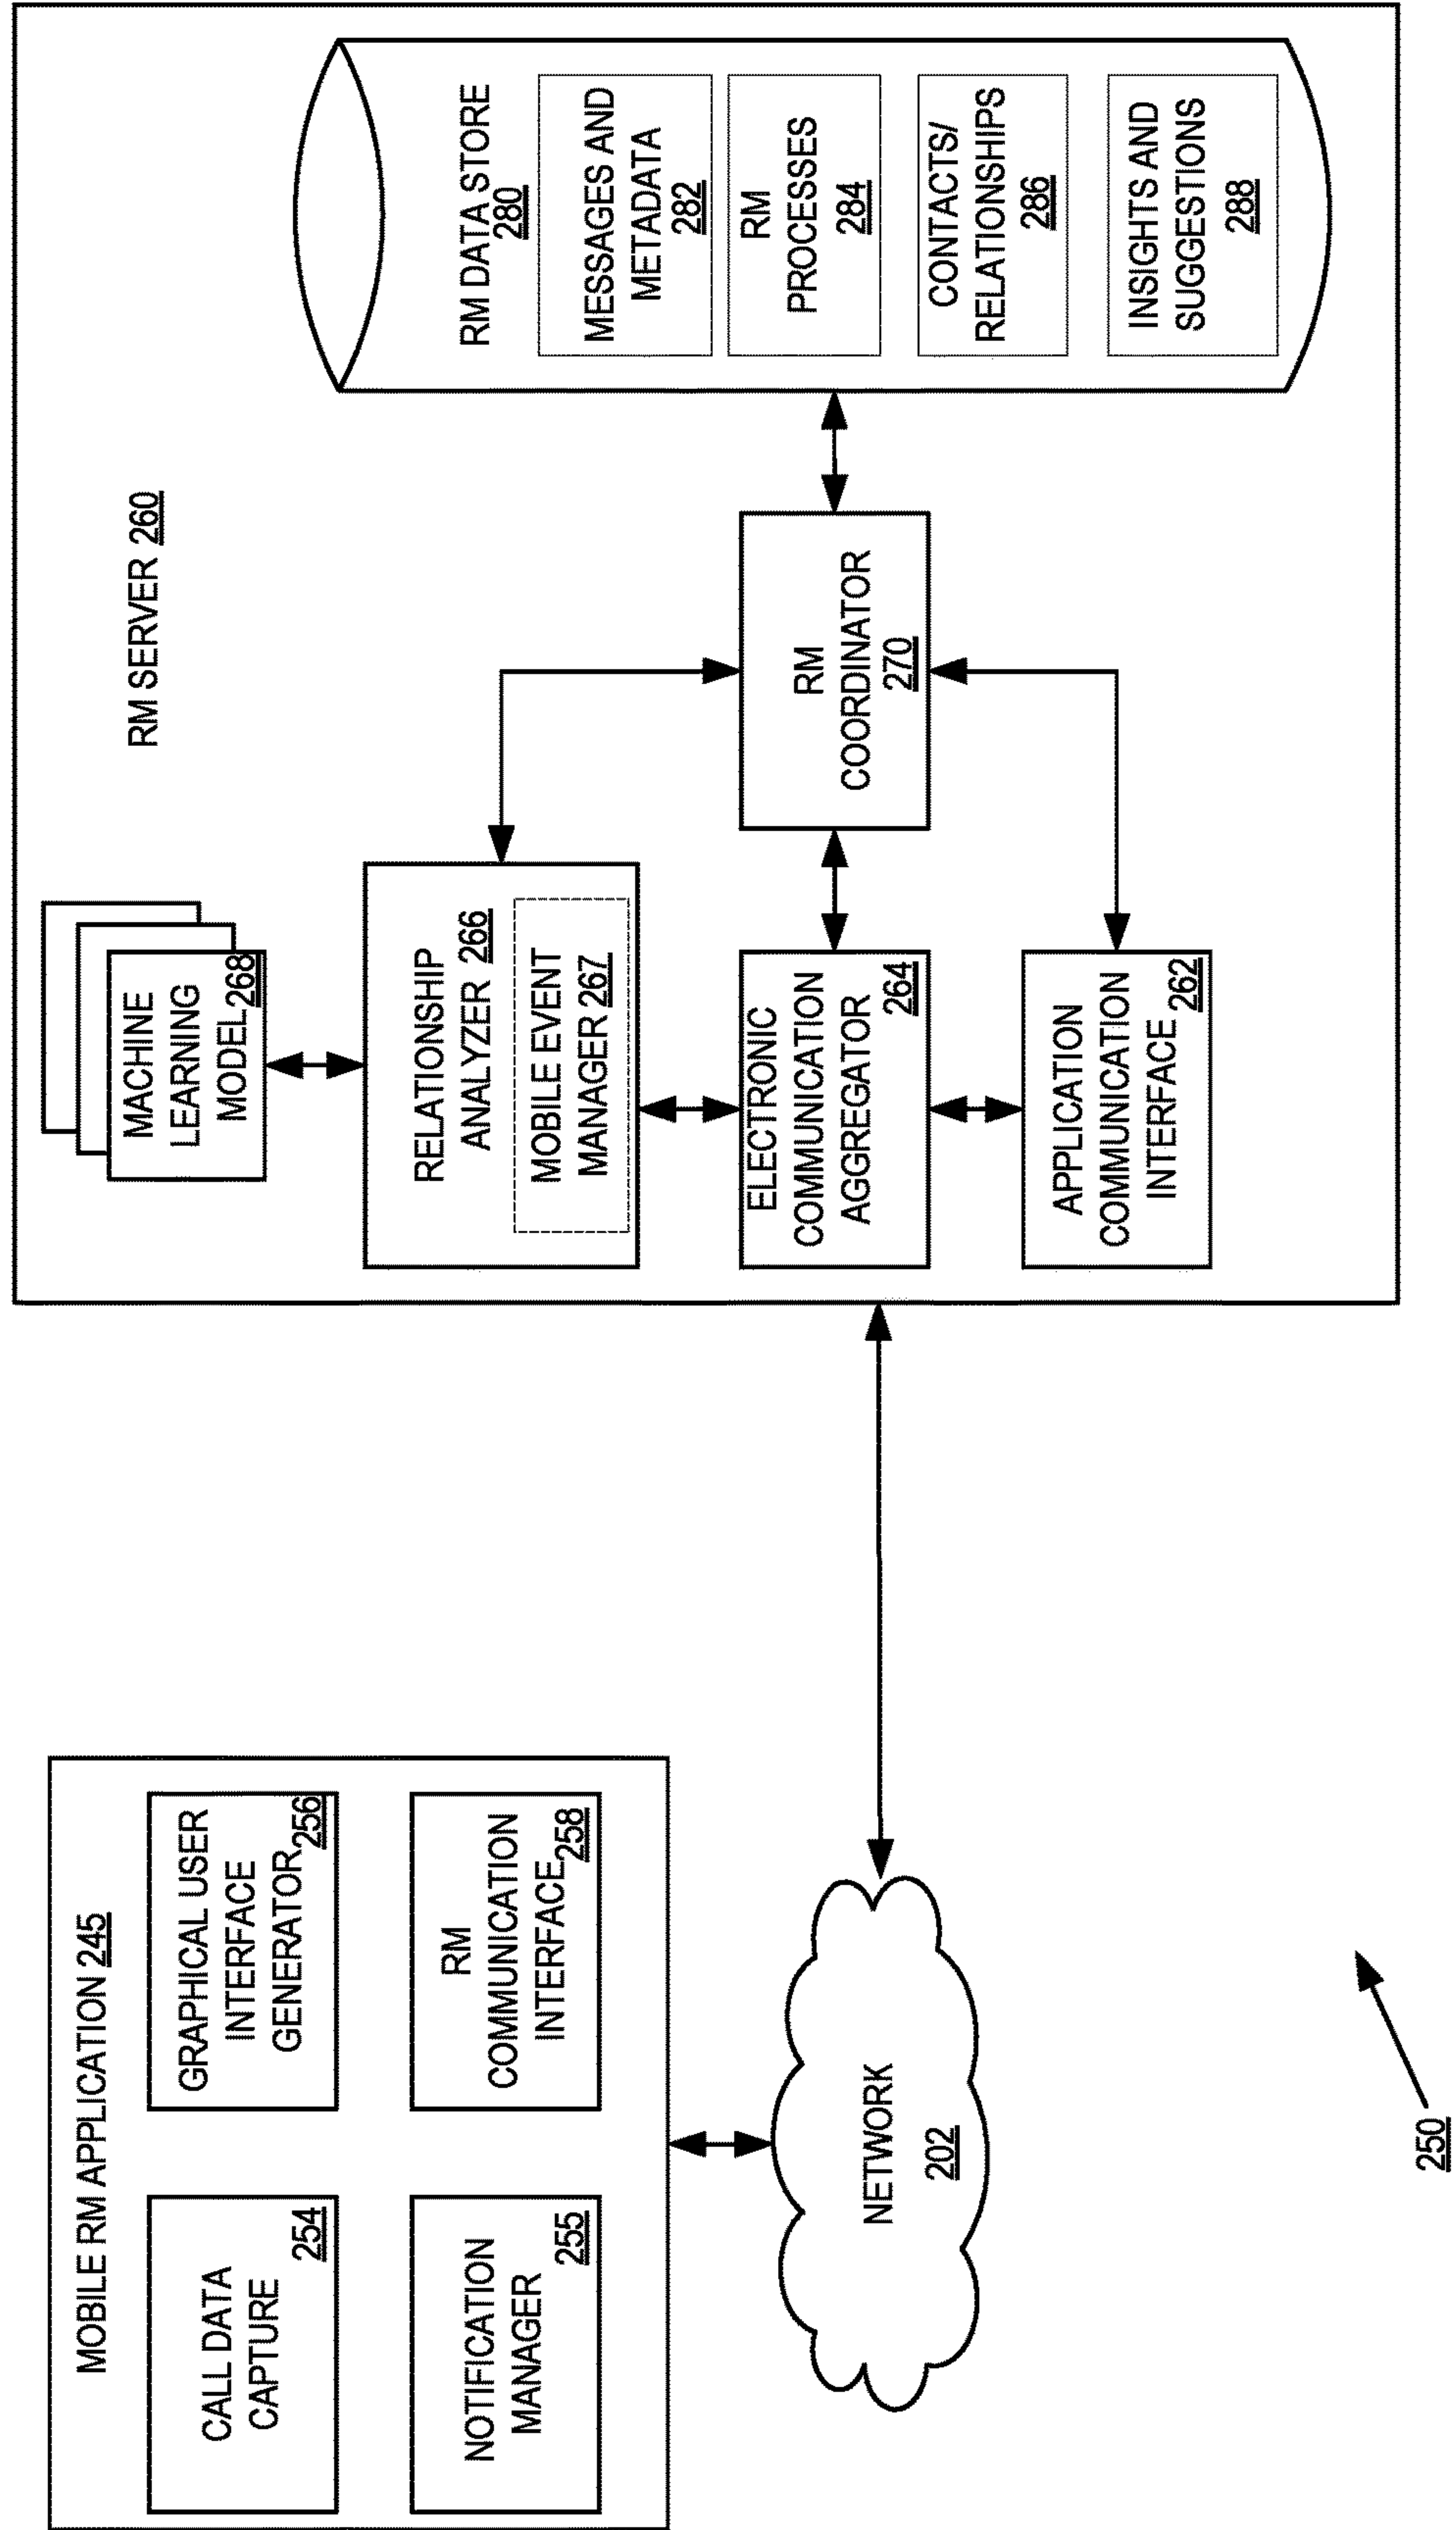 MOBILE RM APPLICATION 245
CALL DATA
CAPTURE
254
GRAPHICAL USER
INTERFACE
GENERATOR 256
NOTIFICATION
MANAGER
255
RM
COMMUNICATION
INTERFACE 258
NETWORK
202
250
RM SERVER 260
MACHINE
LEARNING
MODEL 268
RELATIONSHIP
ANALYZER 266
MOBILE EVENT
MANAGER 267
ELECTRONIC
COMMUNICATION
AGGREGATOR
264
APPLICATION
COMMUNICATION
INTERFACE 262
RM
COORDINATOR
270
RM DATA STORE
280
MESSAGES AND
METADATA
282
RM
PROCESSES
284
CONTACTS/
RELATIONSHIPS
286
INSIGHTS AND
SUGGESTIONS
288